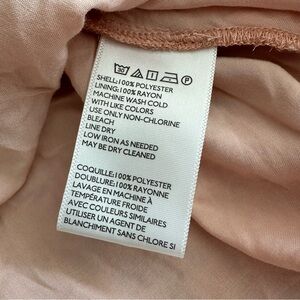 SHELL:100% POLYESTER
LINING:100% RAYON
MACHINE WASH COLD
WITH LIKE COLORS
USE ONLY NON-CHLORINE
BLEACH
LINE DRY
LOW IRON AS NEEDED
MAY BE DRY CLEANED
COQUILLE:100% POLYESTER
DOUBLURE:100% RAYONNE
LAVAGE EN MACHINE À
TEMPÉRATURE FROIDE
AVEC COULEURS SIMILAIRES
UTILISER UN AGENT DE
BLANCHIMENT SANS CHLORE SI